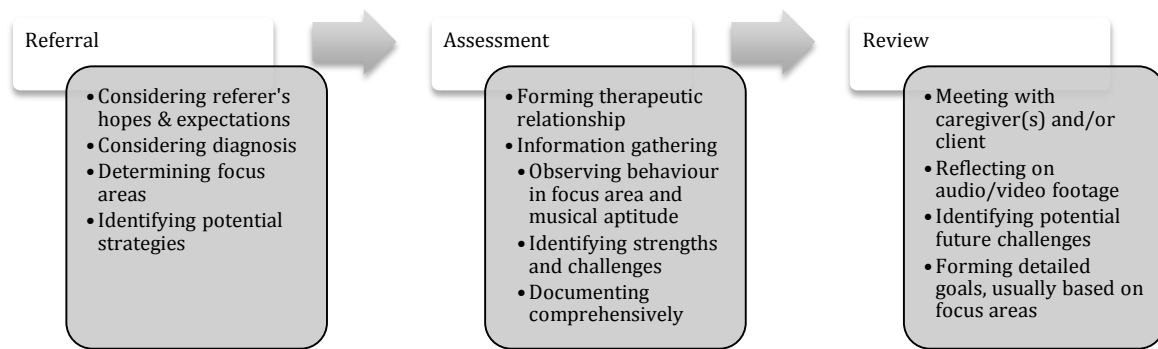 Referral
• Considering referer's
hopes & expectations
• Considering diagnosis
• Determining focus
areas
• Identifying potential
strategies
Assessment
• Forming therapeutic
relationship
• Information gathering
• Observing behaviour
in focus area and
musical aptitude
• Identifying strengths
and challenges
• Documenting
comprehensively
Review
• Meeting with
caregiver(s) and/or
client
• Reflecting on
audio/video footage
• Identifying potential
future challenges
• Forming detailed
goals, usually based on
focus areas